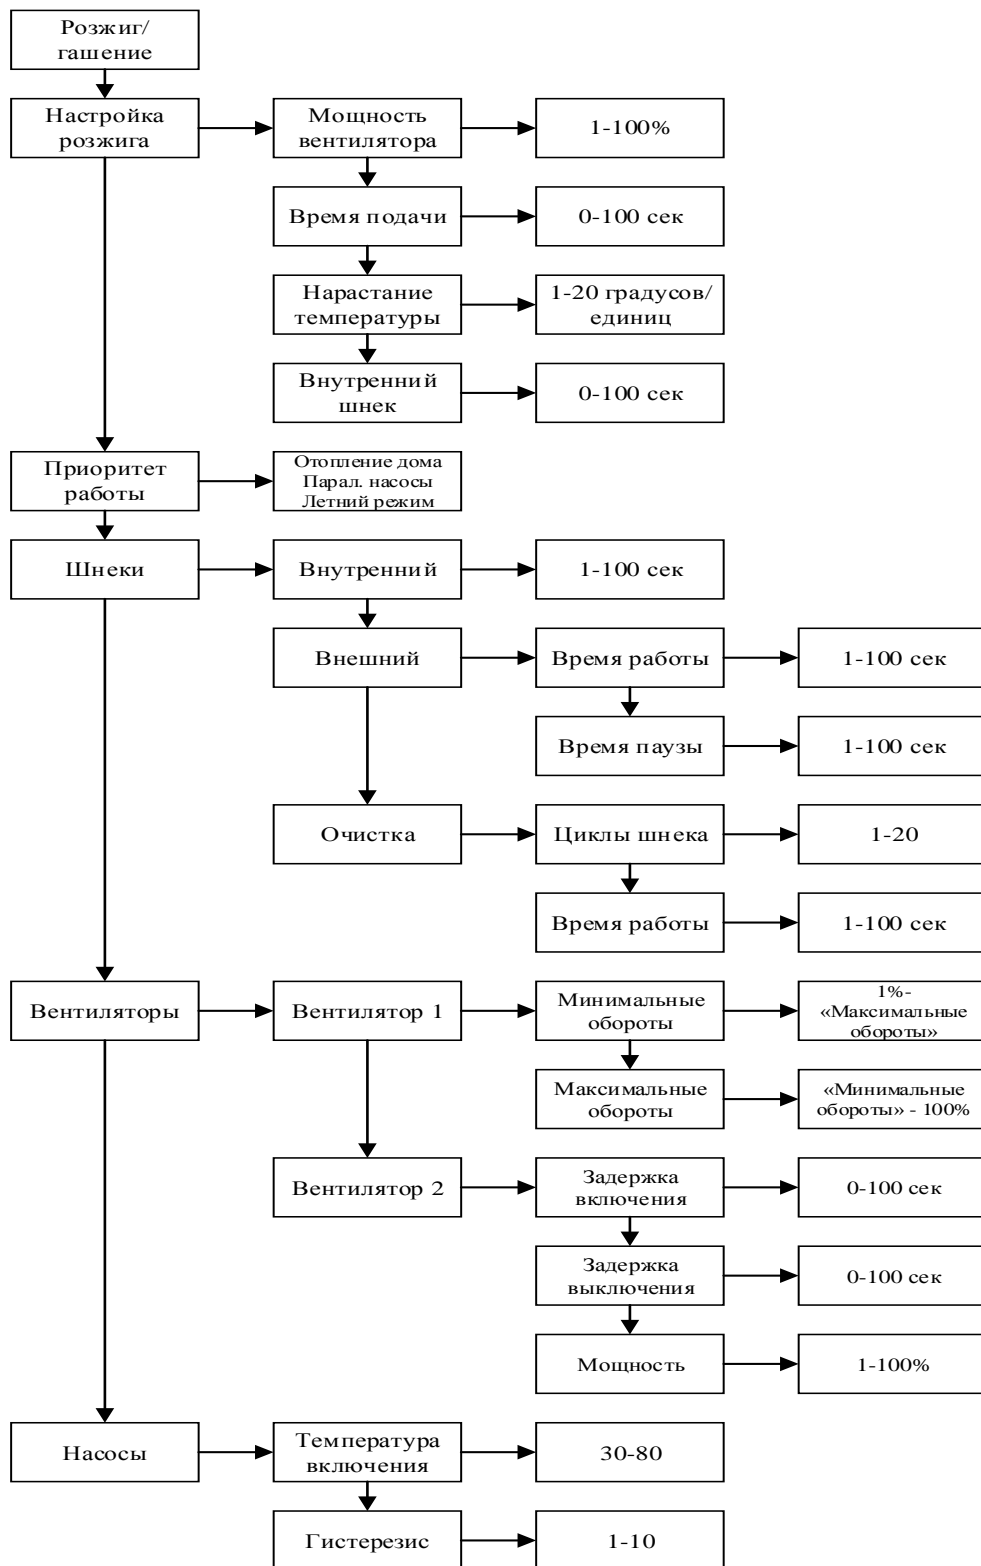 Розжиг/
гашение
Настройка
розжига
Мощность
вентилятора
1-100%
Время подачи
0-100 сек
Нарастание
температуры
1-20 градусов/
единиц
Внутренний
шнек
0-100 сек
Приоритет
работы
Отопление дома
Парал. насосы
Летний режим
Шнеки
Внутренний
1-100 сек
Внешний
Время работы
1-100 сек
Время паузы
1-100 сек
Очистка
Циклы шнека
1-20
Время работы
1-100 сек
Вентиляторы
Вентилятор 1
Минимальные
обороты
1%-
«Максимальные
обороты»
Максимальные
обороты
«Минимальные
обороты» - 100%
Вентилятор 2
Задержка
включения
0-100 сек
Задержка
выключения
0-100 сек
Мощность
1-100%
Насосы
Температура
включения
30-80
Гистерезис
1-10